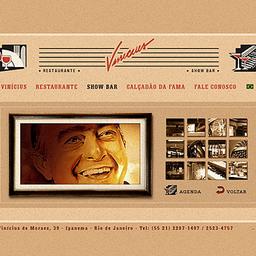 Vinicius
• RESTAURANTE • • SHOW BAR •
VINÍCIUS RESTAURANTE SHOW BAR CALÇADÃO DA FAMA FALE CONOSCO
AGENDA VOLTAR
Vinícius de Moraes, 39 - Ipanema - Rio de Janeiro - Tel: (55 21) 2287-1497 / 2523-4757